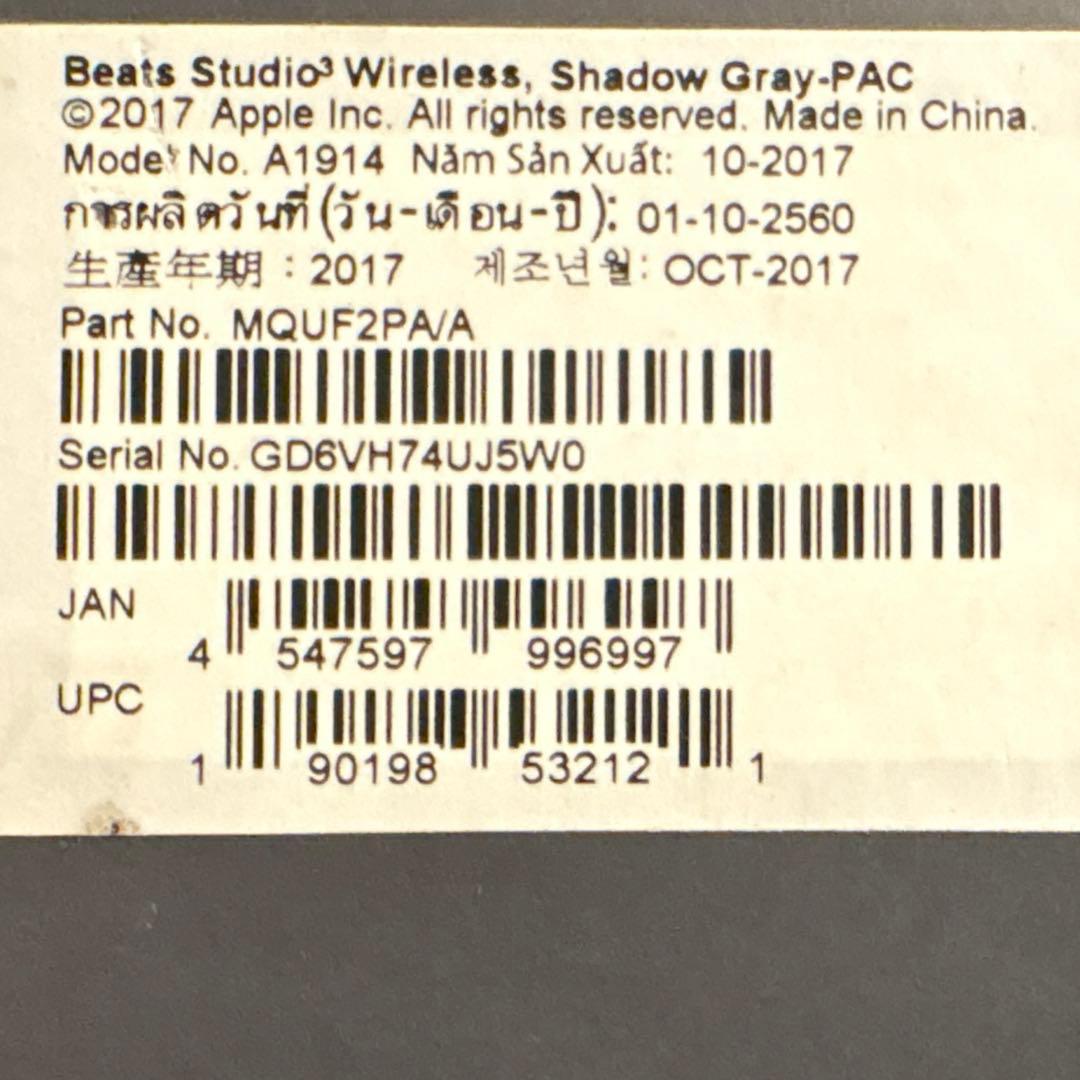 Beats Studio³ Wireless, Shadow Gray-PAC
©2017 Apple Inc. All rights reserved. Made in China.
Model No. A1914 Năm Sản Xuất: 10-2017
การผลิตวันที่ (วัน-เดือน-ปี): 01-10-2560
生產年期：2017 제조년월: OCT-2017
Part No. MQUF2PA/A
Serial No. GD6VH74UJ5W0
JAN
4 547597 996997
UPC
1 90198 53212 1